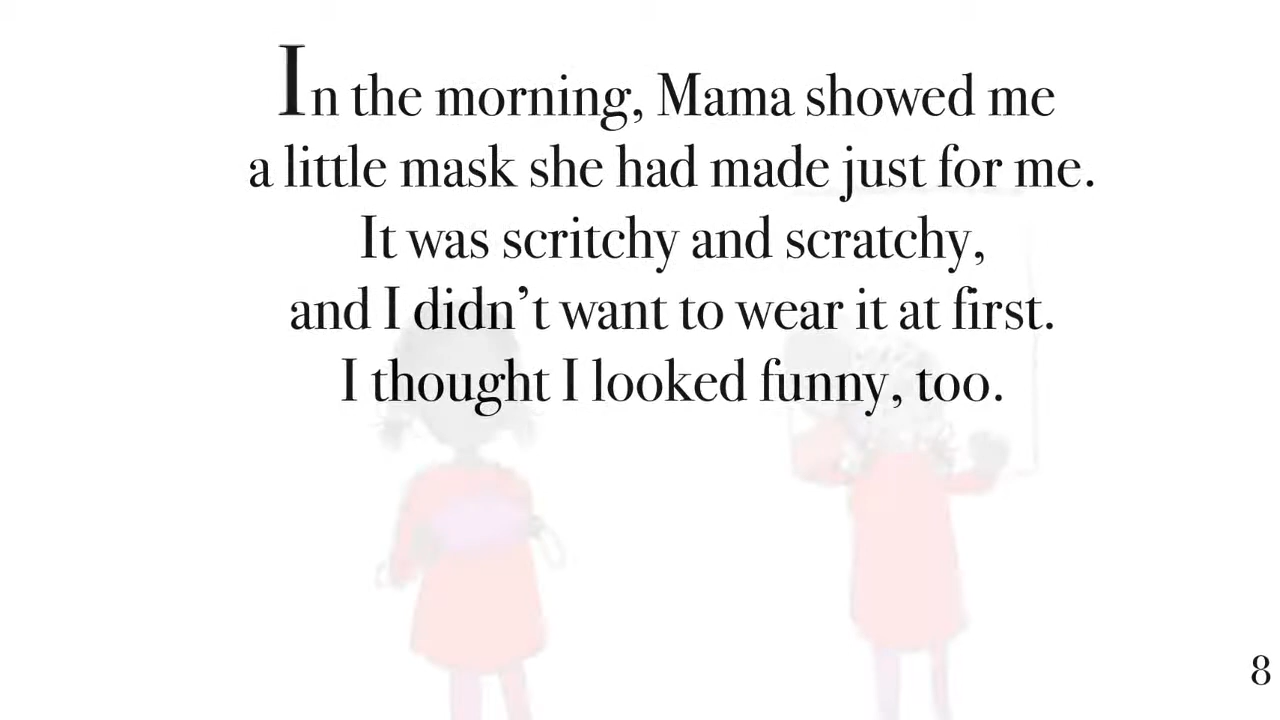 In the morning, Mama showed me
a little mask she had made just for me.
It was scritchy and scratchy,
and I didn’t want to wear it at first.
I thought I looked funny, too.
8